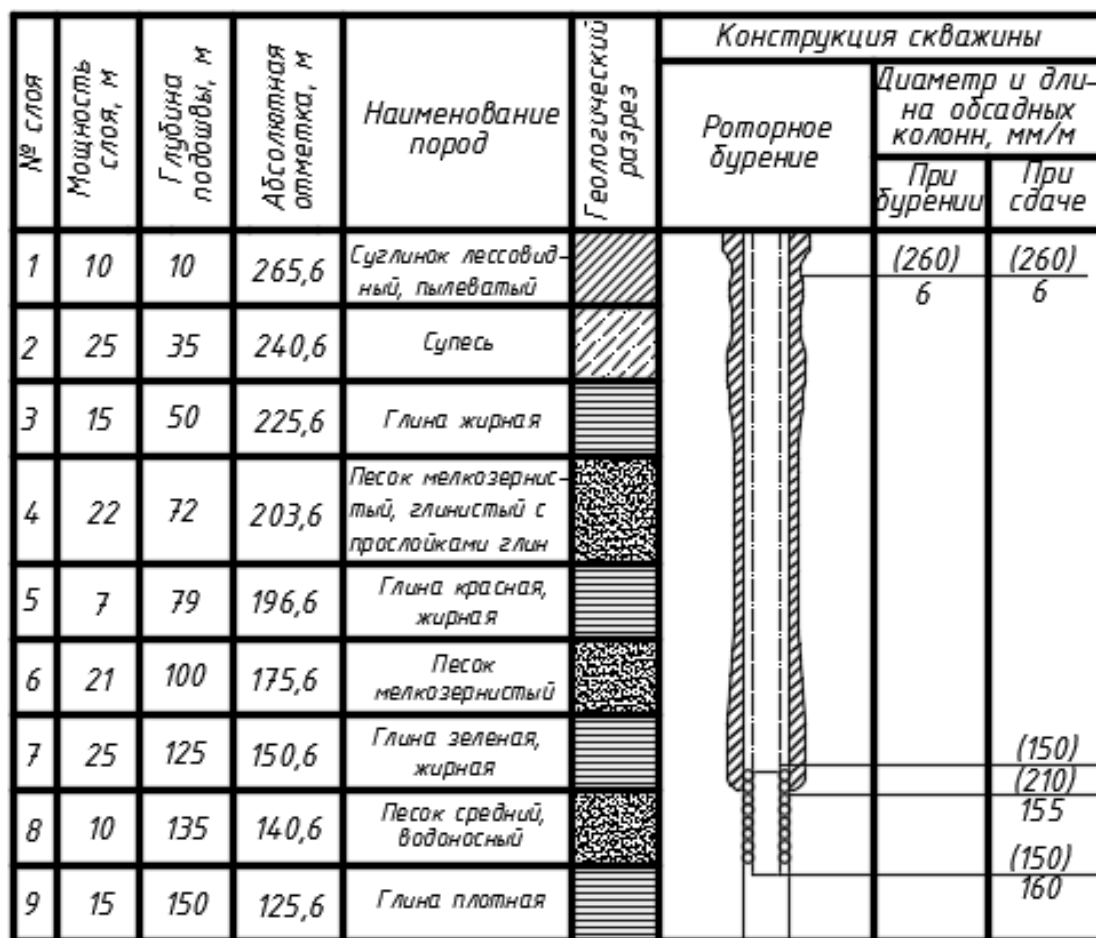 № слоя
Мощность
слоя, м
Глубина
подошвы, м
Абсолютная
отметка, м
Наименование
пород
Геологический
разрез
Конструкция скважины
Роторное
бурение
Диаметр и дли-
на обсадных
колонн, мм/м
При
бурении
При
сдаче
1 10 10 265,6 Суглинок лессовид-
ный, пылеватый
(260) (260)
6 6
2 25 35 240,6 Супесь
3 15 50 225,6 Глина жирная
4 22 72 203,6 Песок мелкозернис-
тый, глинистый с
прослойками глин
5 7 79 196,6 Глина красная,
жирная
6 21 100 175,6 Песок
мелкозернистый
7 25 125 150,6 Глина зеленая,
жирная
(150)
(210)
155
8 10 135 140,6 Песок средний,
водоносный
(150)
160
9 15 150 125,6 Глина плотная